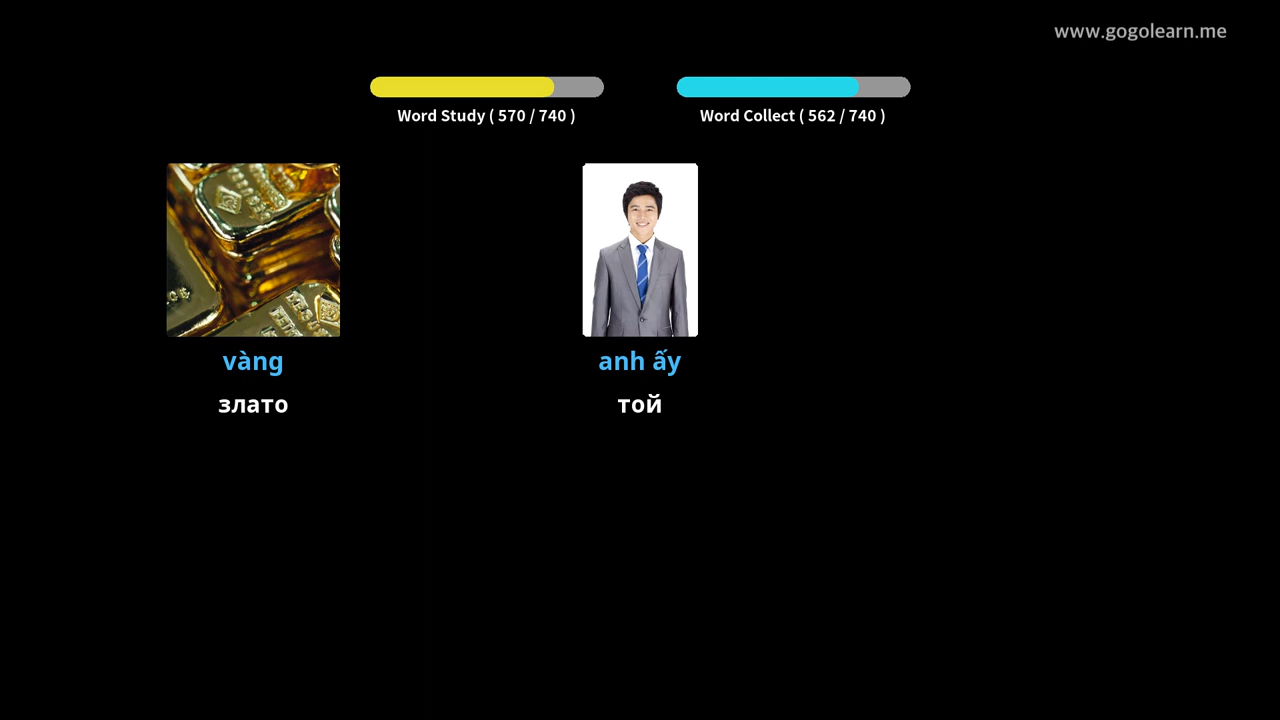 www.gogolearn.me
Word Study ( 570 / 740 )
Word Collect ( 562 / 740 )
vàng
anh ấy
злато
той